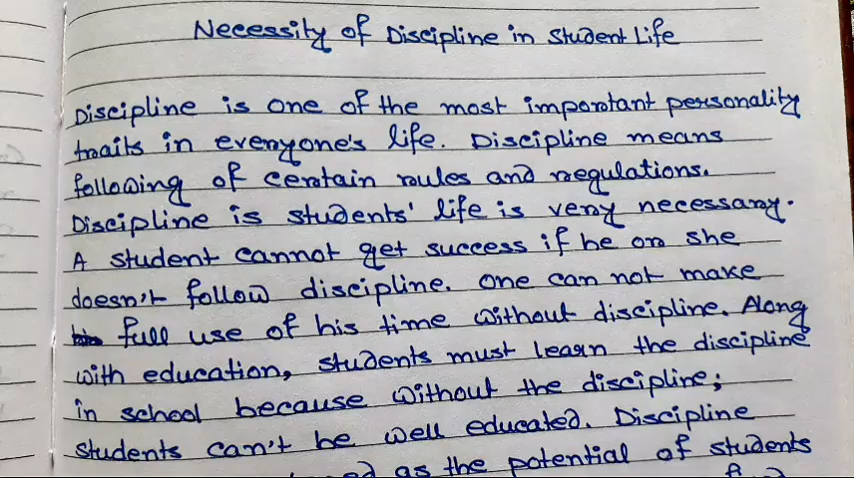 Necessity of Discipline in Student Life
Discipline is one of the most important personality
traits in everyone's life. Discipline means
following of certain rules and regulations.
Discipline is students' life is very necessary.
A student cannot get success if he or she
doesn't follow discipline. One can not make
full use of his time without discipline. Along
with education, students must learn the discipline
in school because without the discipline;
students can't be well educated. Discipline
as the potential of students